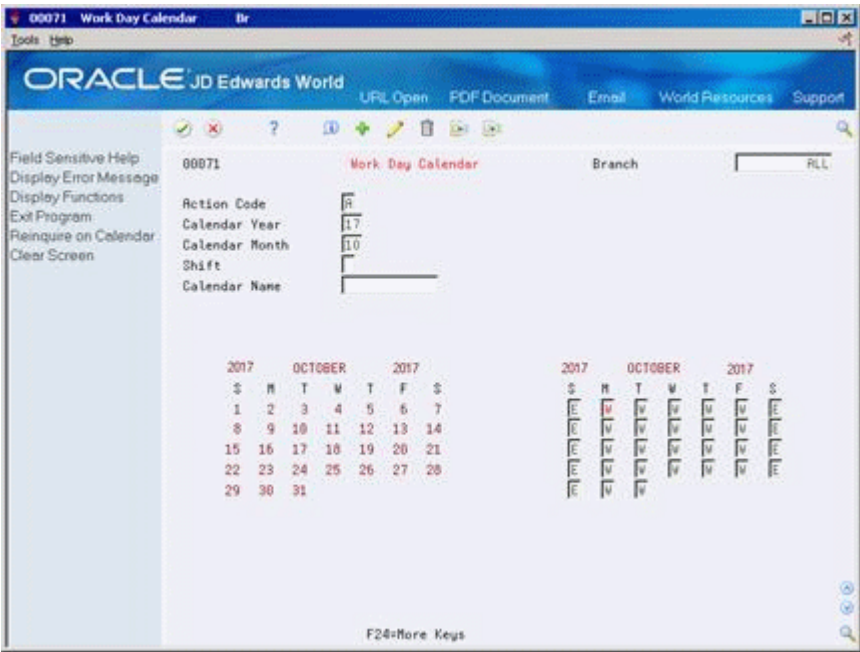 00071 Work Day Calendar Br
Tools Help
ORACLE JD Edwards World
URL Open PDF Document Email World Resources Support
Field Sensitive Help
Display Error Message
Display Functions
Exit Program
Reinquire on Calendar
Clear Screen
00071 Work Day Calendar Branch ALL
Action Code A
Calendar Year 17
Calendar Month 10
Shift
Calendar Name
2017 OCTOBER 2017 2017 OCTOBER 2017
S M T W T F S S M T W T F S
1 2 3 4 5 6 7 E W W W W W E
8 9 10 11 12 13 14 E W W W W W E
15 16 17 18 19 20 21 E W W W W W E
22 23 24 25 26 27 28 E W W W W W E
29 30 31 E W W
F24=More Keys